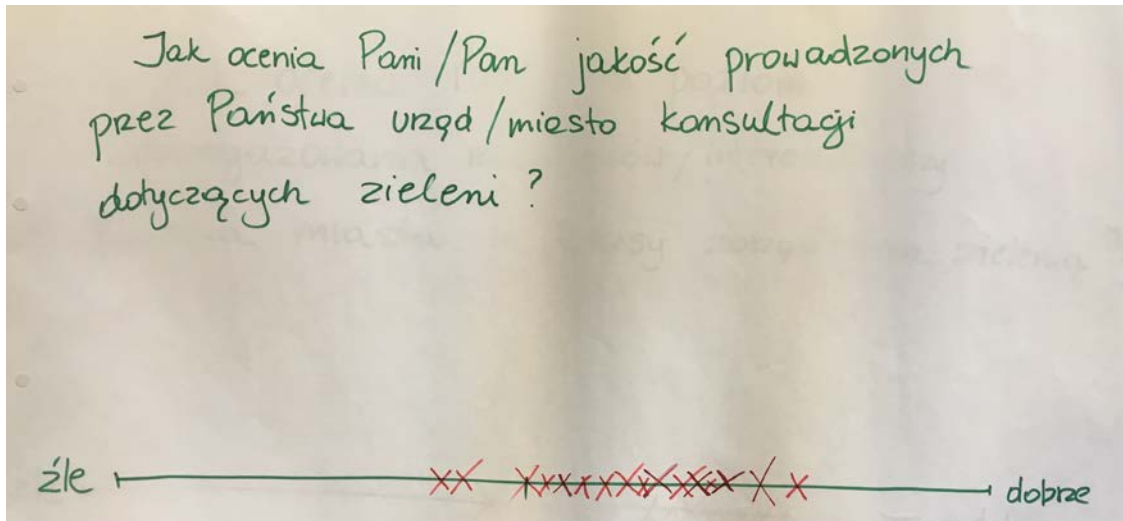 Jak ocenia Pani/Pan jakość prowadzonych
przez Państwa urząd/miasto konsultacji
dotyczących zieleni?
źle dobrze